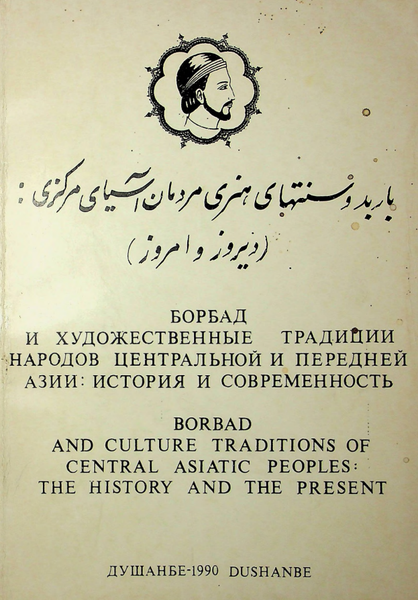 باربد و سنتهای هنری مردمان آسیای مرکزی :
(دیروز و امروز)
БОРБАД
И ХУДОЖЕСТВЕННЫЕ ТРАДИЦИИ
НАРОДОВ ЦЕНТРАЛЬНОЙ И ПЕРЕДНЕЙ
АЗИИ: ИСТОРИЯ И СОВРЕМЕННОСТЬ
BORBAD
AND CULTURE TRADITIONS OF
CENTRAL ASIATIC PEOPLES:
THE HISTORY AND THE PRESENT
ДУШАНБЕ-1990 DUSHANBE